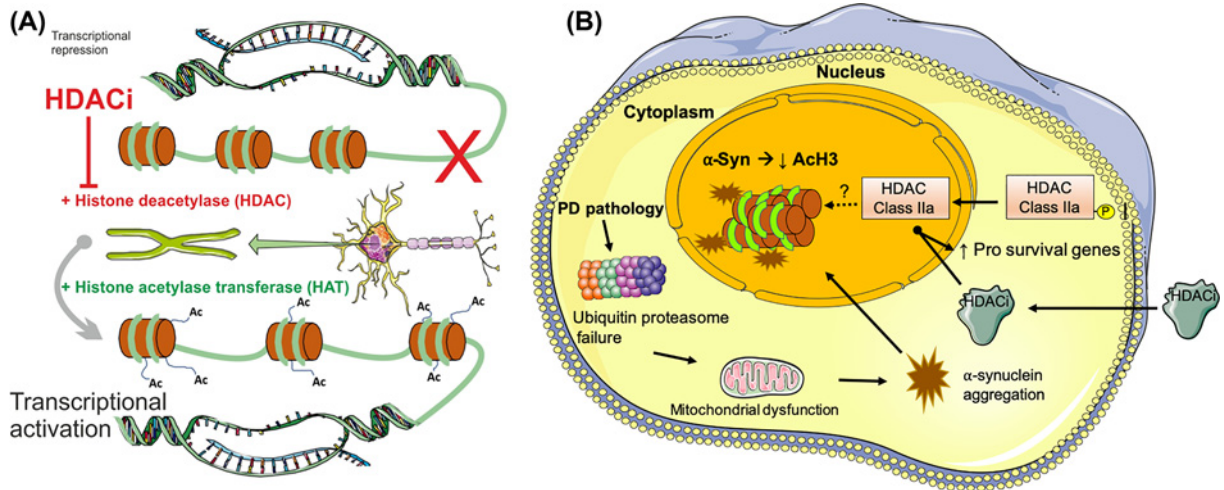 (A)
Transcriptional
repression
HDACi
X
+ Histone deacetylase (HDAC)
+ Histone acetylase transferase (HAT)
Ac
Ac
Ac
Ac
Ac
Ac
Ac
Ac
Transcriptional
activation
(B)
Nucleus
Cytoplasm
α-Syn → ↓ AcH3
?
HDAC
Class IIa
HDAC
Class IIa
P
PD pathology
↑ Pro survival genes
HDACi
HDACi
Ubiquitin proteasome
failure
α-synuclein
aggregation
Mitochondrial dysfunction